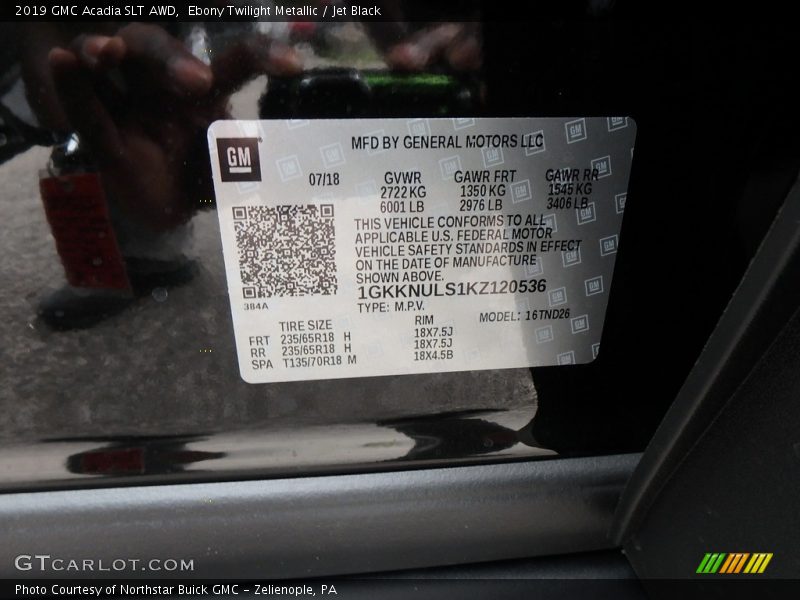 2019 GMC Acadia SLT AWD, Ebony Twilight Metallic / Jet Black
GM
MFD BY GENERAL MOTORS LLC
07/18 GVWR GAWR FRT GAWR RR
2722 KG 1350 KG 1545 KG
6001 LB 2976 LB 3406 LB
THIS VEHICLE CONFORMS TO ALL
APPLICABLE U.S. FEDERAL MOTOR
VEHICLE SAFETY STANDARDS IN EFFECT
ON THE DATE OF MANUFACTURE
SHOWN ABOVE.
384A
1GKKNULS1KZ120536
TYPE: M.P.V. MODEL: 16TND26
TIRE SIZE RIM
FRT 235/65R18 H 18X7.5J
RR 235/65R18 H 18X7.5J
SPA T135/70R18 M 18X4.5B
GTCARLOT.COM
Photo Courtesy of Northstar Buick GMC – Zelienople, PA